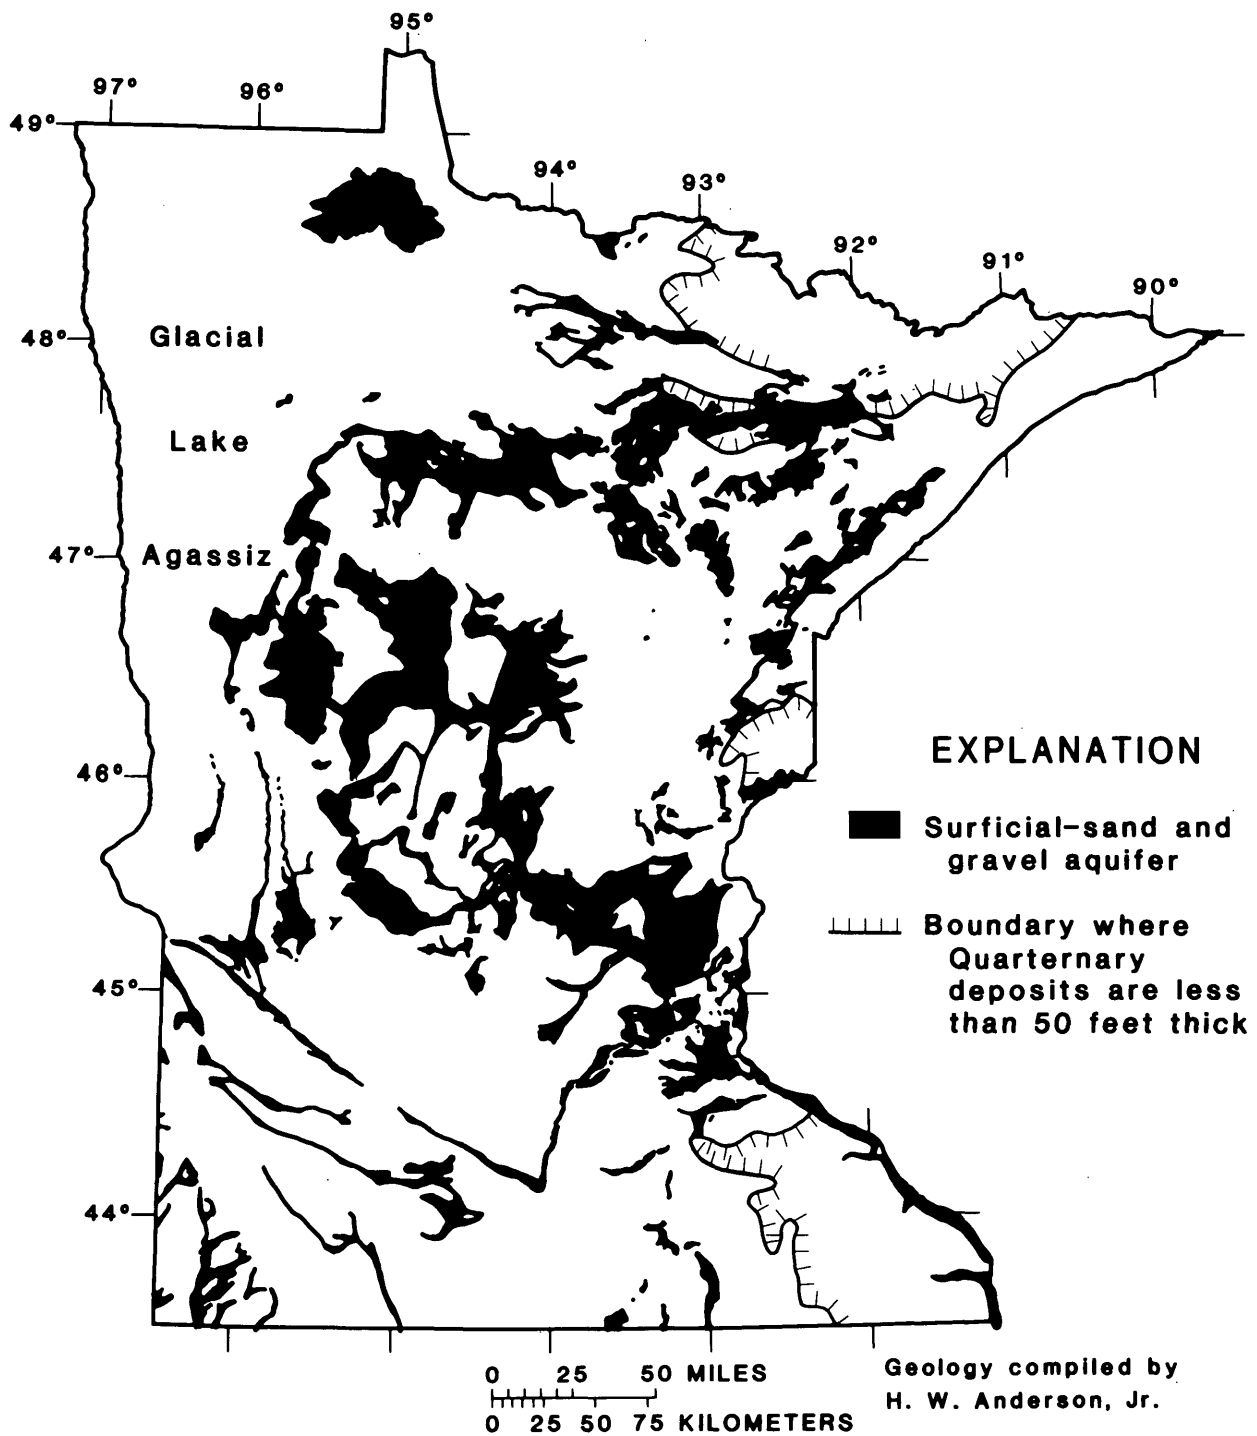 95°
97°
96°
49°
94°
93°
92°
91°
90°
48°
Glacial
Lake
47°
Agassiz
46°
EXPLANATION
Surficial-sand and
gravel aquifer
Boundary where
Quarternary
deposits are less
than 50 feet thick
45°
44°
0 25 50 MILES
0 25 50 75 KILOMETERS
Geology compiled by
H. W. Anderson, Jr.